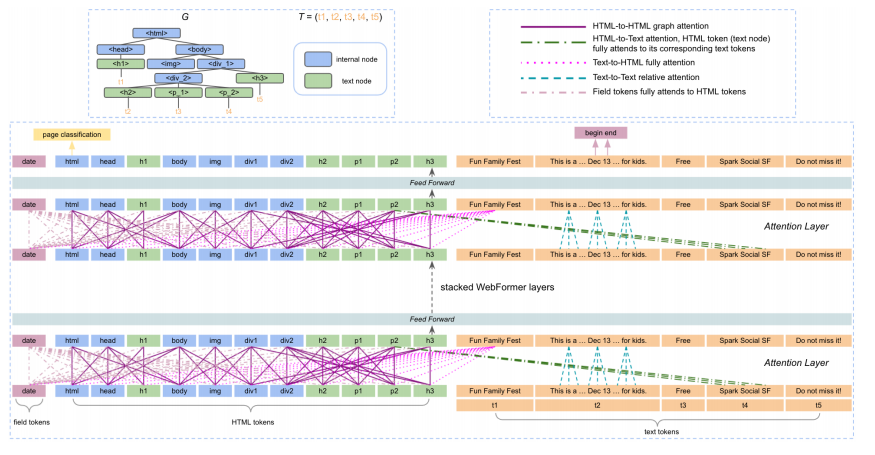 G T = (t1, t2, t3, t4, t5)
<html>
<head> <body>
<h1> <img> <div_1>
t1 <div_2> <h3>
<h2> <p_1> <p_2> t5
t2 t3 t4
internal node
text node
HTML-to-HTML graph attention
HTML-to-Text attention, HTML token (text node)
fully attends to its corresponding text tokens
Text-to-HTML fully attention
Text-to-Text relative attention
Field tokens fully attends to HTML tokens
page classification begin end
date html head h1 body img div1 div2 h2 p1 p2 h3 Fun Family Fest This is a ... Dec 13 ... for kids. Free Spark Social SF Do not miss it!
Feed Forward
date html head h1 body img div1 div2 h2 p1 p2 h3 Fun Family Fest This is a ... Dec 13 ... for kids. Free Spark Social SF Do not miss it!
Attention Layer
date html head h1 body img div1 div2 h2 p1 p2 h3 Fun Family Fest This is a ... Dec 13 ... for kids. Free Spark Social SF Do not miss it!
stacked WebFormer layers
Feed Forward
date html head h1 body img div1 div2 h2 p1 p2 h3 Fun Family Fest This is a ... Dec 13 ... for kids. Free Spark Social SF Do not miss it!
Attention Layer
date html head h1 body img div1 div2 h2 p1 p2 h3 Fun Family Fest This is a ... Dec 13 ... for kids. Free Spark Social SF Do not miss it!
t1 t2 t3 t4 t5
field tokens HTML tokens text tokens